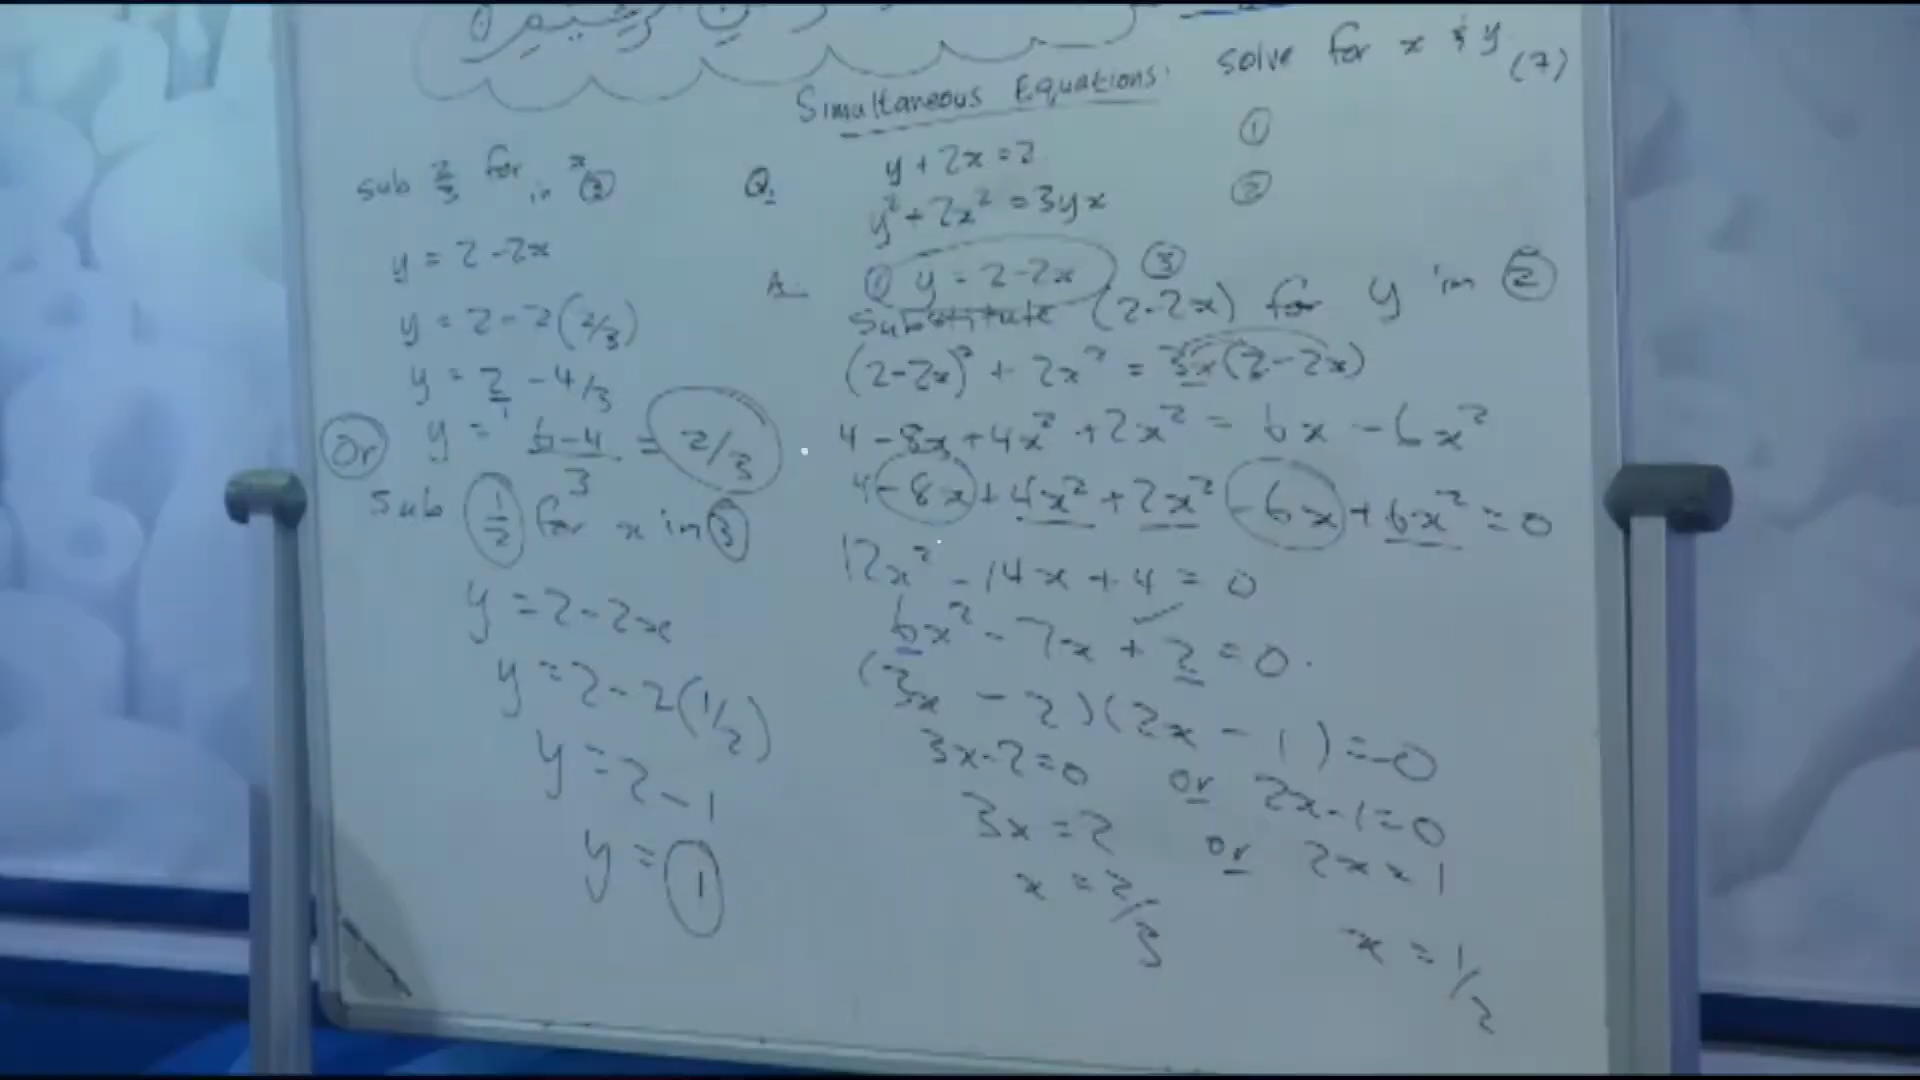 Simultaneous Equations. solve for x & y (7)
Q. y + 2x = 2 ①
y² + 2x² = 3yx ②
A. ① y = 2 - 2x ③
Substitute (2-2x) for y in ②
(2-2x)² + 2x² = 3x(2-2x)
4 - 8x + 4x² + 2x² = 6x - 6x²
4 - 8x + 4x² + 2x² - 6x + 6x² = 0
12x² - 14x + 4 = 0
6x² - 7x + 2 = 0.
(3x - 2)(2x - 1) = 0
3x-2=0 or 2x-1=0
3x = 2 or 2x = 1
x = 2/3 x = 1/2
sub 2/3 for x in ③
y = 2 - 2x
y = 2 - 2(2/3)
y = 2/1 - 4/3
y = 6-4/3 = 2/3
Or
Sub 1/2 for x in ③
y = 2 - 2x
y = 2 - 2(1/2)
y = 2 - 1
y = 1